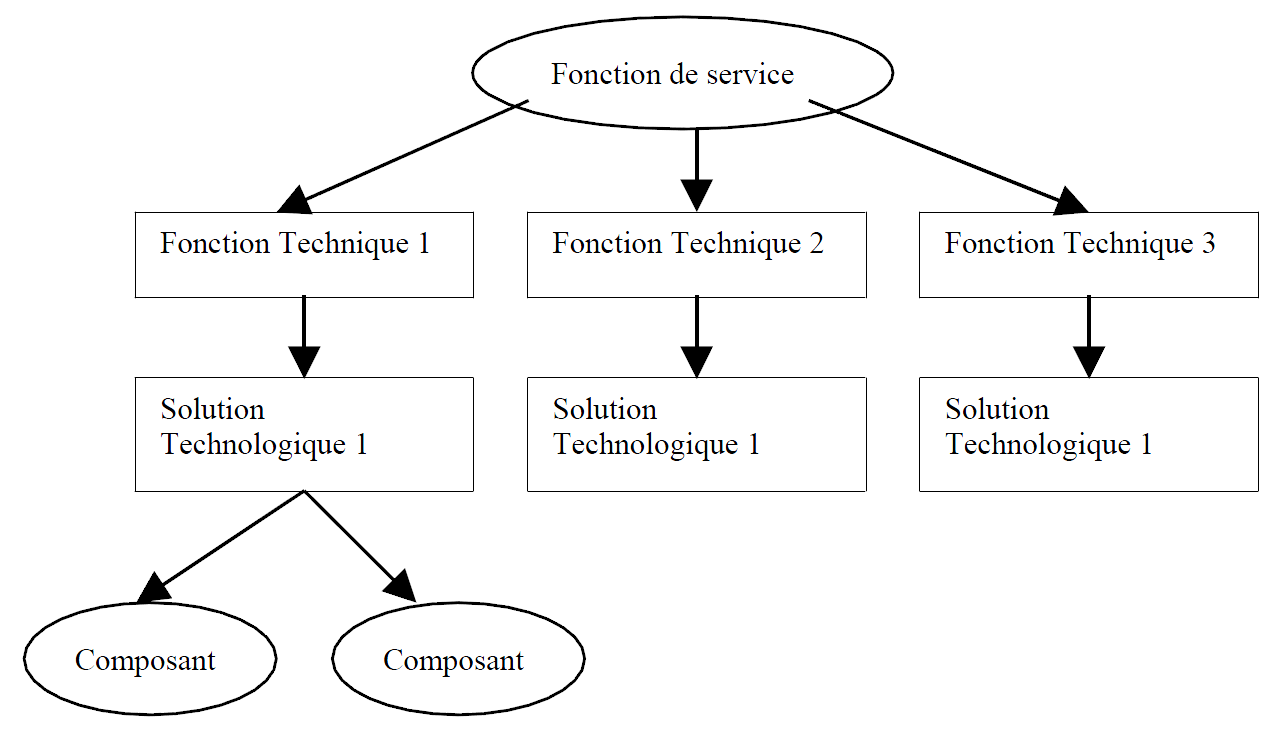 Fonction de service
Fonction Technique 1
Fonction Technique 2
Fonction Technique 3
Solution
Technologique 1
Solution
Technologique 1
Solution
Technologique 1
Composant
Composant